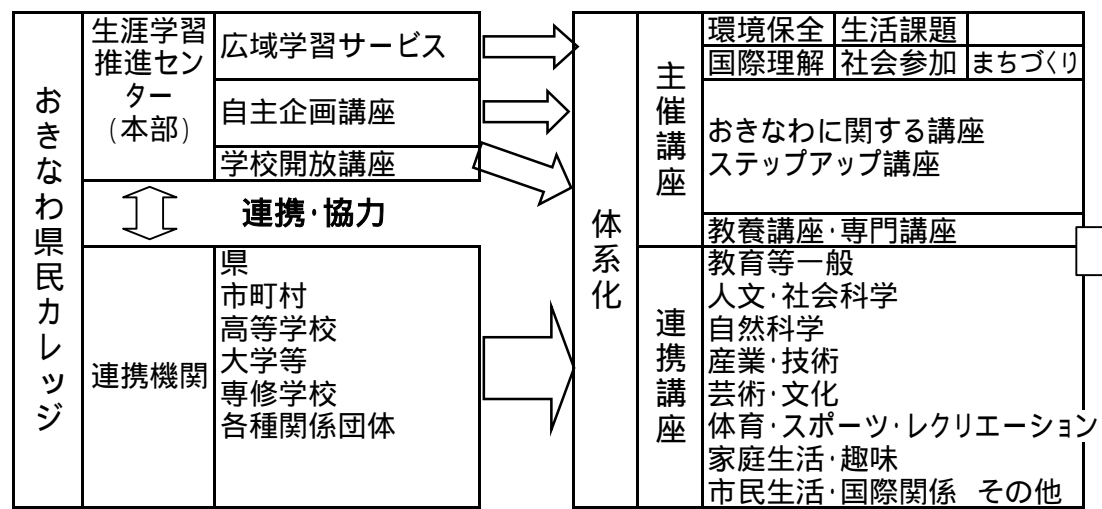 おきなわ県民カレッジ
生涯学習
推進セン
ター
(本部)
広域学習サービス
自主企画講座
学校開放講座
連携・協力
連携機関
県
市町村
高等学校
大学等
専修学校
各種関係団体
体系化
主催講座
環境保全 生活課題
国際理解 社会参加 まちづくり
おきなわに関する講座
ステップアップ講座
教養講座・専門講座
連携講座
教育等一般
人文・社会科学
自然科学
産業・技術
芸術・文化
体育・スポーツ・レクリエーション
家庭生活・趣味
市民生活・国際関係 その他